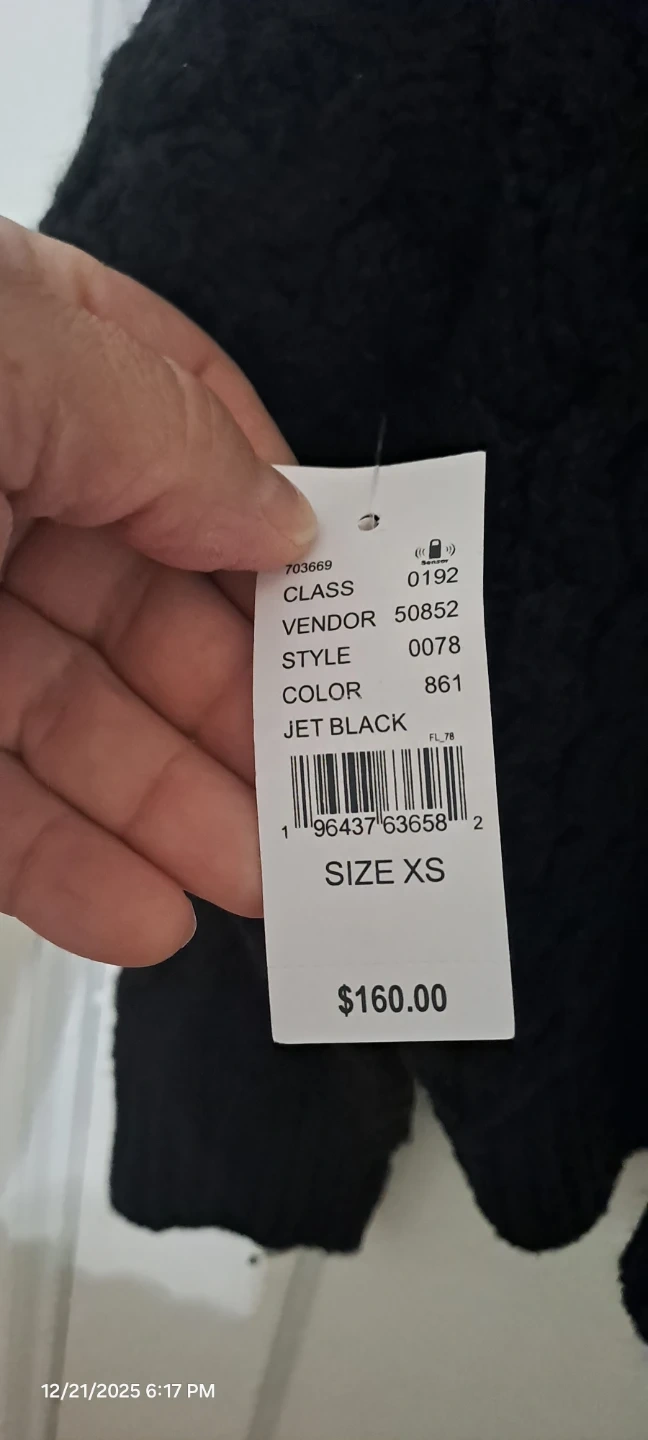 703669
Sensor
CLASS 0192
VENDOR 50852
STYLE 0078
COLOR 861
JET BLACK
FL_78
1 96437 63658 2
SIZE XS
$160.00
12/21/2025 6:17 PM